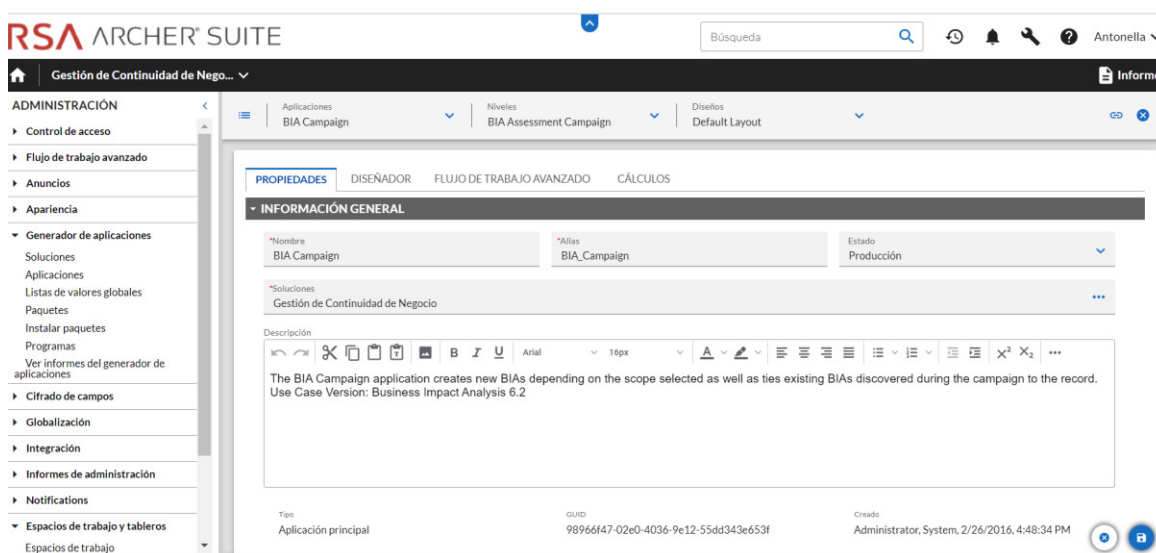 RSA ARCHER® SUITE
Búsqueda
Antonella
Gestión de Continuidad de Nego...
Inform
ADMINISTRACIÓN
Control de acceso
Flujo de trabajo avanzado
Anuncios
Apariencia
Generador de aplicaciones
Soluciones
Aplicaciones
Listas de valores globales
Paquetes
Instalar paquetes
Programas
Ver informes del generador de
aplicaciones
Cifrado de campos
Globalización
Integración
Informes de administración
Notifications
Espacios de trabajo y tableros
Espacios de trabajo
Aplicaciones
BIA Campaign
Niveles
BIA Assessment Campaign
Diseños
Default Layout
PROPIEDADES DISEÑADOR FLUJO DE TRABAJO AVANZADO CÁLCULOS
INFORMACIÓN GENERAL
*Nombre
BIA Campaign
*Alias
BIA_Campaign
Estado
Producción
*Soluciones
Gestión de Continuidad de Negocio
Descripción
B I U Arial 16px A X² X₂
The BIA Campaign application creates new BIAs depending on the scope selected as well as ties existing BIAs discovered during the campaign to the record.
Use Case Version: Business Impact Analysis 6.2
Tipo
Aplicación principal
GUID
98966f47-02e0-4036-9e12-55dd343e653f
Creado
Administrator, System, 2/26/2016, 4:48:34 PM